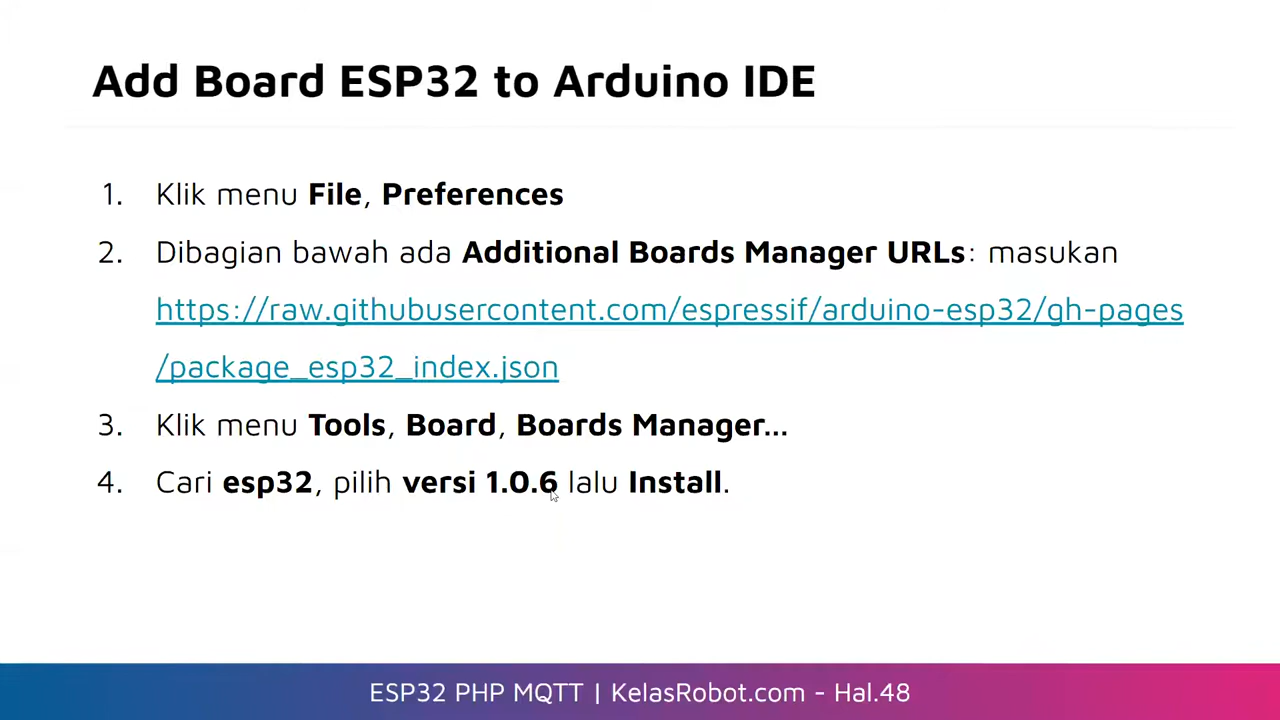 Add Board ESP32 to Arduino IDE
1. Klik menu File, Preferences
2. Dibagian bawah ada Additional Boards Manager URLs: masukan
https://raw.githubusercontent.com/espressif/arduino-esp32/gh-pages
/package_esp32_index.json
3. Klik menu Tools, Board, Boards Manager...
4. Cari esp32, pilih versi 1.0.6 lalu Install.
ESP32 PHP MQTT | KelasRobot.com - Hal.48